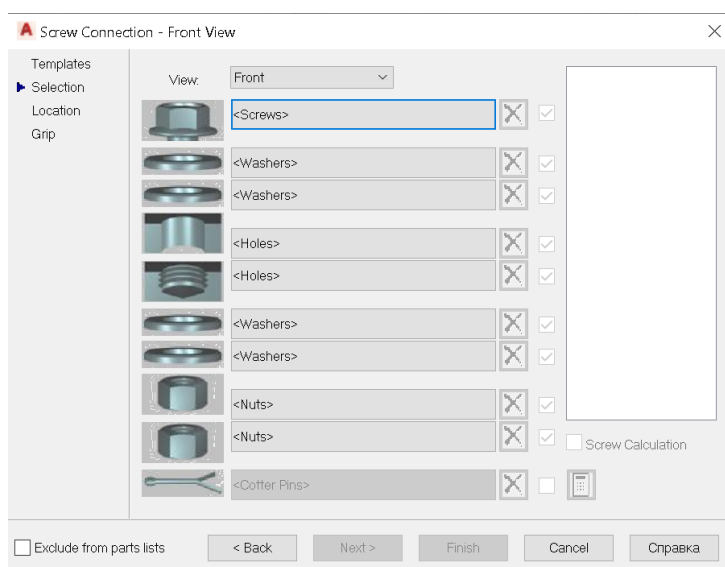 Screw Connection - Front View
Templates
Selection
Location
Grip
View:
Front
<Screws>
<Washers>
<Washers>
<Holes>
<Holes>
<Washers>
<Washers>
<Nuts>
<Nuts>
<Cotter Pins>
Screw Calculation
Exclude from parts lists
< Back
Next >
Finish
Cancel
Справка